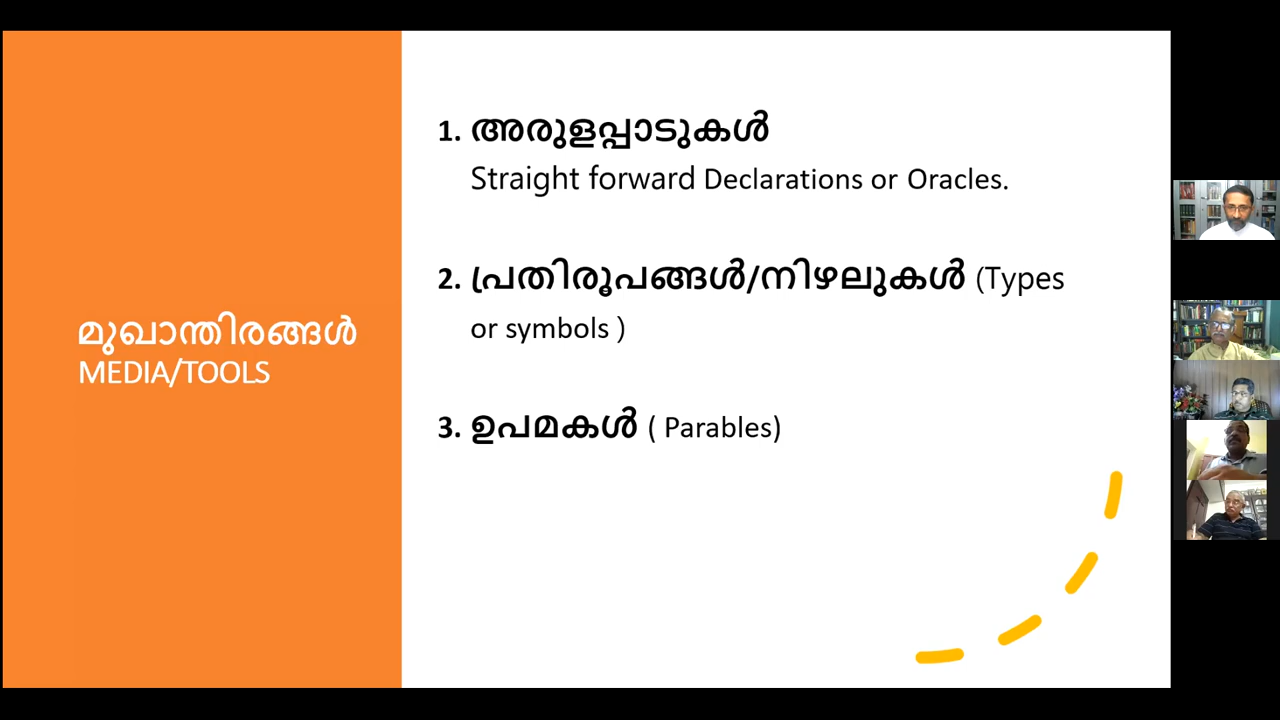 മുഖാന്തിരങ്ങൾ
MEDIA/TOOLS
1. അരുളപ്പാടുകൾ
Straight forward Declarations or Oracles.
2. പ്രതിരൂപങ്ങൾ/നിഴലുകൾ (Types
or symbols )
3. ഉപമകൾ ( Parables)